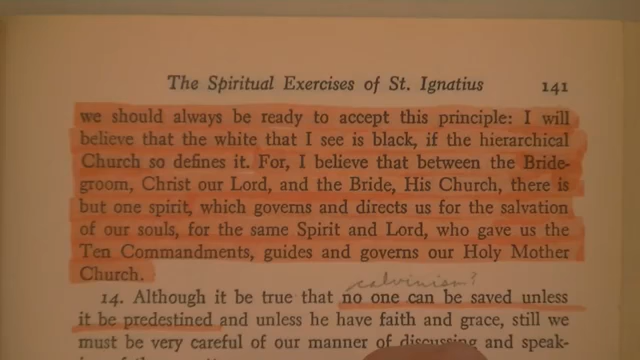 The Spiritual Exercises of St. Ignatius 141
we should always be ready to accept this principle: I will
believe that the white that I see is black, if the hierarchical
Church so defines it. For, I believe that between the Bride-
groom, Christ our Lord, and the Bride, His Church, there is
but one spirit, which governs and directs us for the salvation
of our souls, for the same Spirit and Lord, who gave us the
Ten Commandments, guides and governs our Holy Mother
Church.
calvinism?
14. Although it be true that no one can be saved unless
it be predestined and unless he have faith and grace, still we
must be very careful of our manner of discussing and speak-